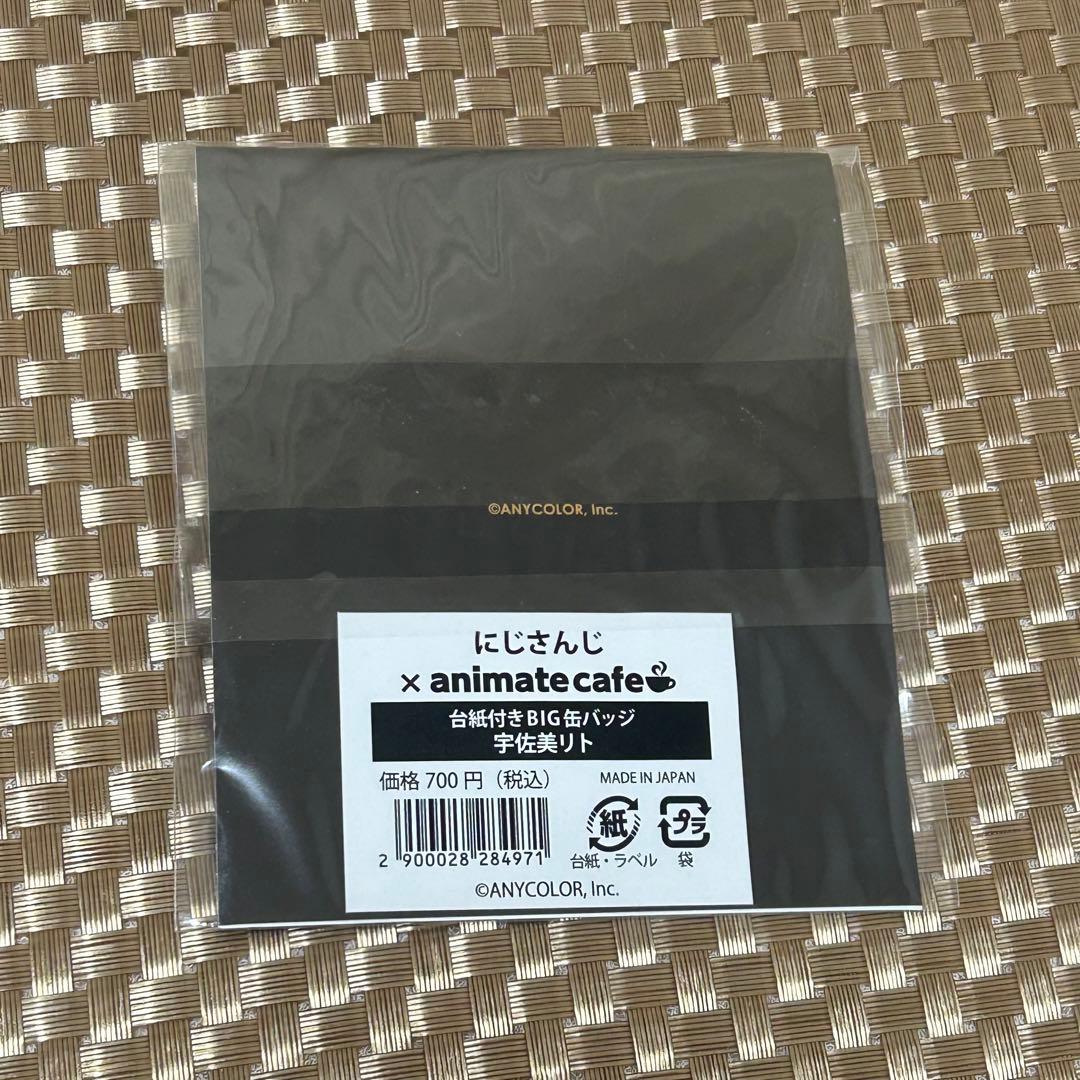 ©ANYCOLOR, Inc.
にじさんじ
× animate cafe
台紙付きBIG缶バッジ
宇佐美リト
価格 700 円（税込）
MADE IN JAPAN
紙
プラ
2 900028 284971
台紙・ラベル
袋
©ANYCOLOR, Inc.